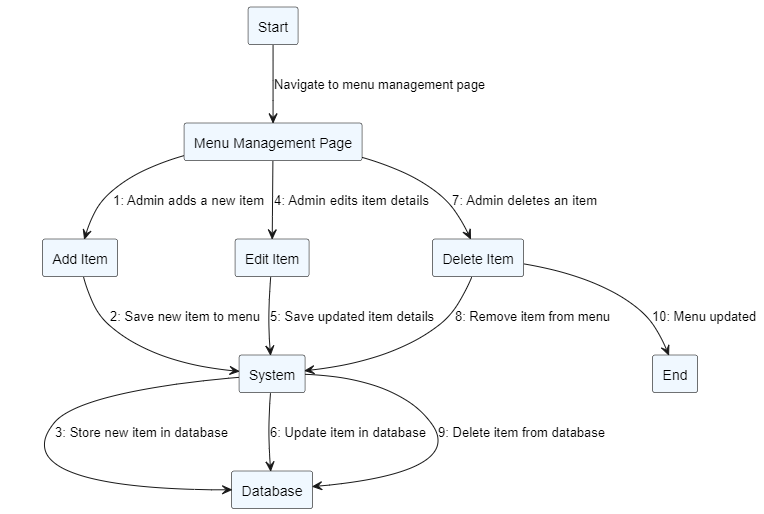 Start
Navigate to menu management page
Menu Management Page
1: Admin adds a new item
4: Admin edits item details
7: Admin deletes an item
Add Item
Edit Item
Delete Item
2: Save new item to menu
5: Save updated item details
8: Remove item from menu
10: Menu updated
System
End
3: Store new item in database
6: Update item in database
9: Delete item from database
Database